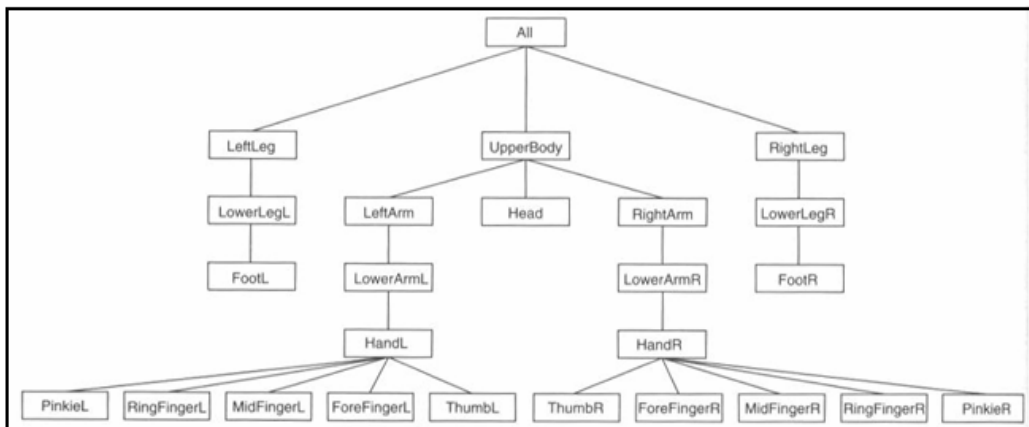 All
LeftLeg UpperBody RightLeg
LowerLegL LeftArm Head RightArm LowerLegR
FootL LowerArmL LowerArmR FootR
HandL HandR
PinkieL RingFingerL MidFingerL ForeFingerL ThumbL ThumbR ForeFingerR MidFingerR RingFingerR PinkieR